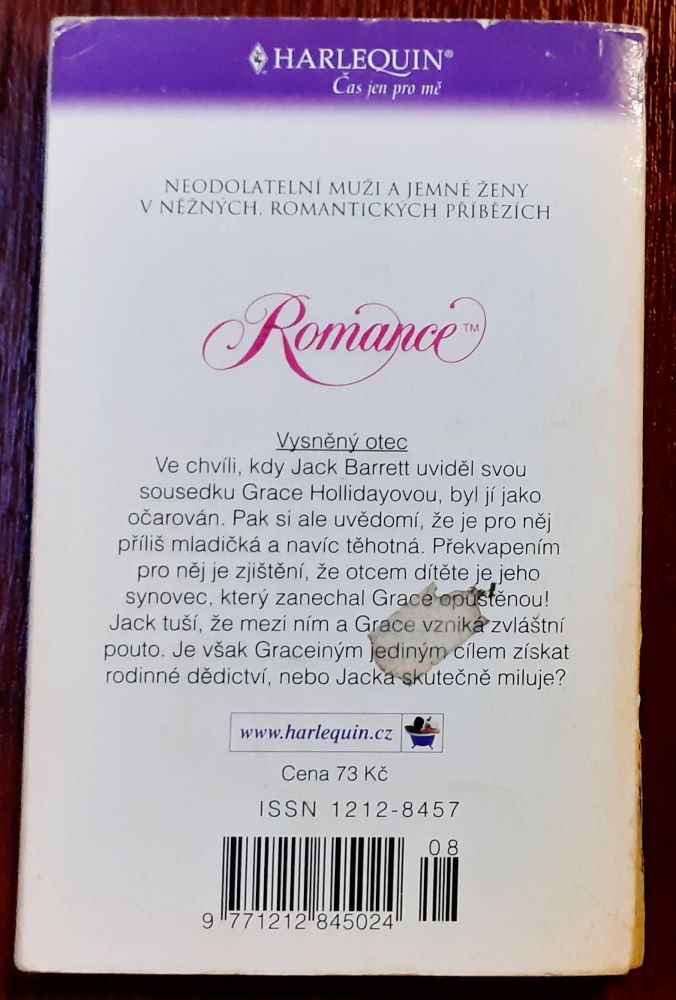 HARLEQUIN®
Čas jen pro mě
NEODOLATELNÍ MUŽI A JEMNÉ ŽENY
V NĚŽNÝCH, ROMANTICKÝCH PŘÍBĚZÍCH
Romance™
Vysněný otec
Ve chvíli, kdy Jack Barrett uviděl svou
sousedku Grace Hollidayovou, byl jí jako
očarován. Pak si ale uvědomí, že je pro něj
příliš mladičká a navíc těhotná. Překvapením
pro něj je zjištění, že otcem dítěte je jeho
synovec, který zanechal Grace opuštěnou!
Jack tuší, že mezi ním a Grace vzniká zvláštní
pouto. Je však Graceiným jediným cílem získat
rodinné dědictví, nebo Jacka skutečně miluje?
www.harlequin.cz
Cena 73 Kč
ISSN 1212-8457
08
9 771212 845024